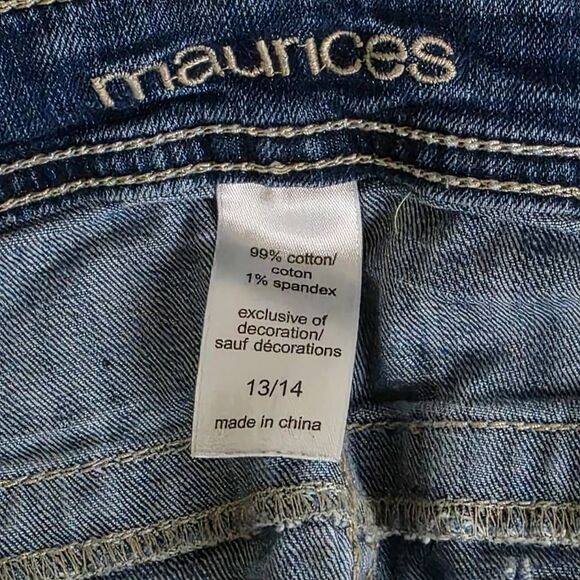 maurices
99% cotton/
coton
1% spandex
exclusive of
decoration/
sauf décorations
13/14
made in china